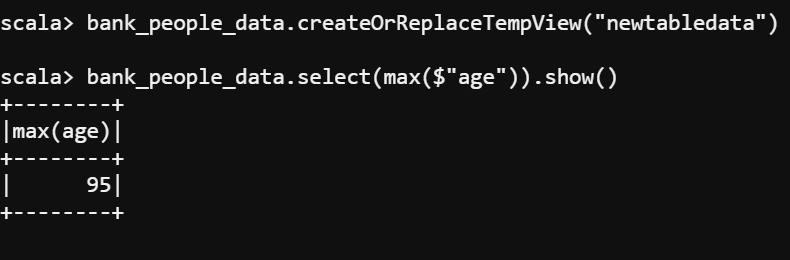 scala> bank_people_data.createOrReplaceTempView("newtabledata")
scala> bank_people_data.select(max($"age")).show()
+--------+
|max(age)|
+--------+
|      95|
+--------+